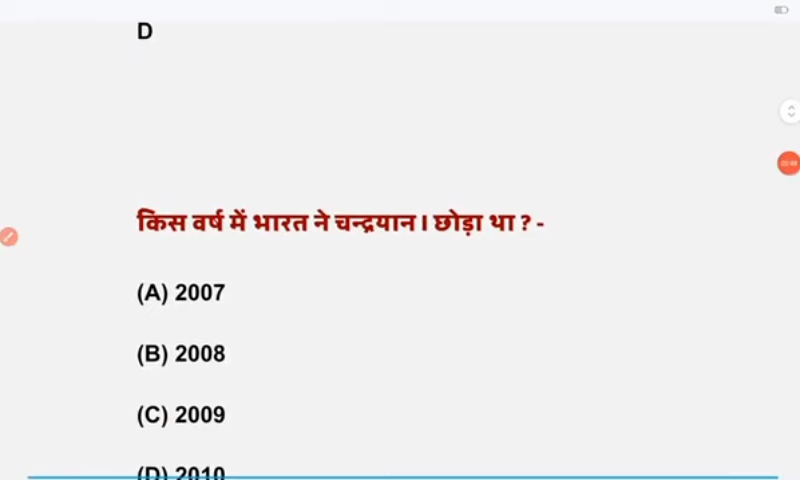 D
किस वर्ष में भारत ने चन्द्रयान I छोड़ा था ? -
(A) 2007
(B) 2008
(C) 2009
(D) 2010